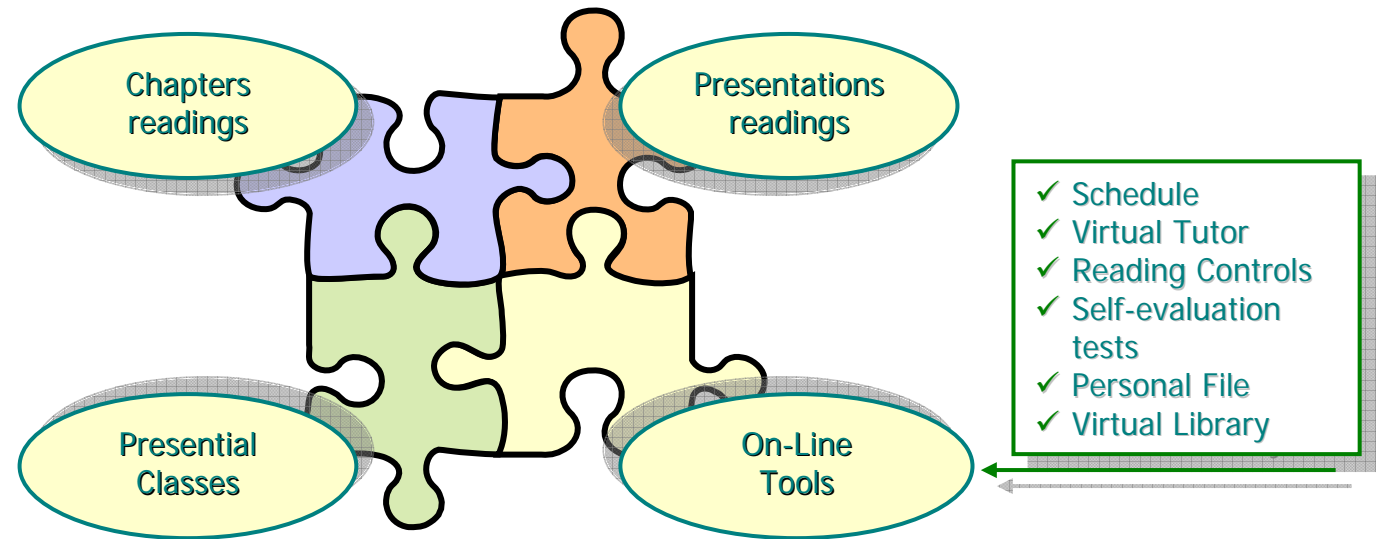 Chapters
readings
Presentations
readings
Presential
Classes
On-Line
Tools
✓ Schedule
✓ Virtual Tutor
✓ Reading Controls
✓ Self-evaluation
tests
✓ Personal File
✓ Virtual Library